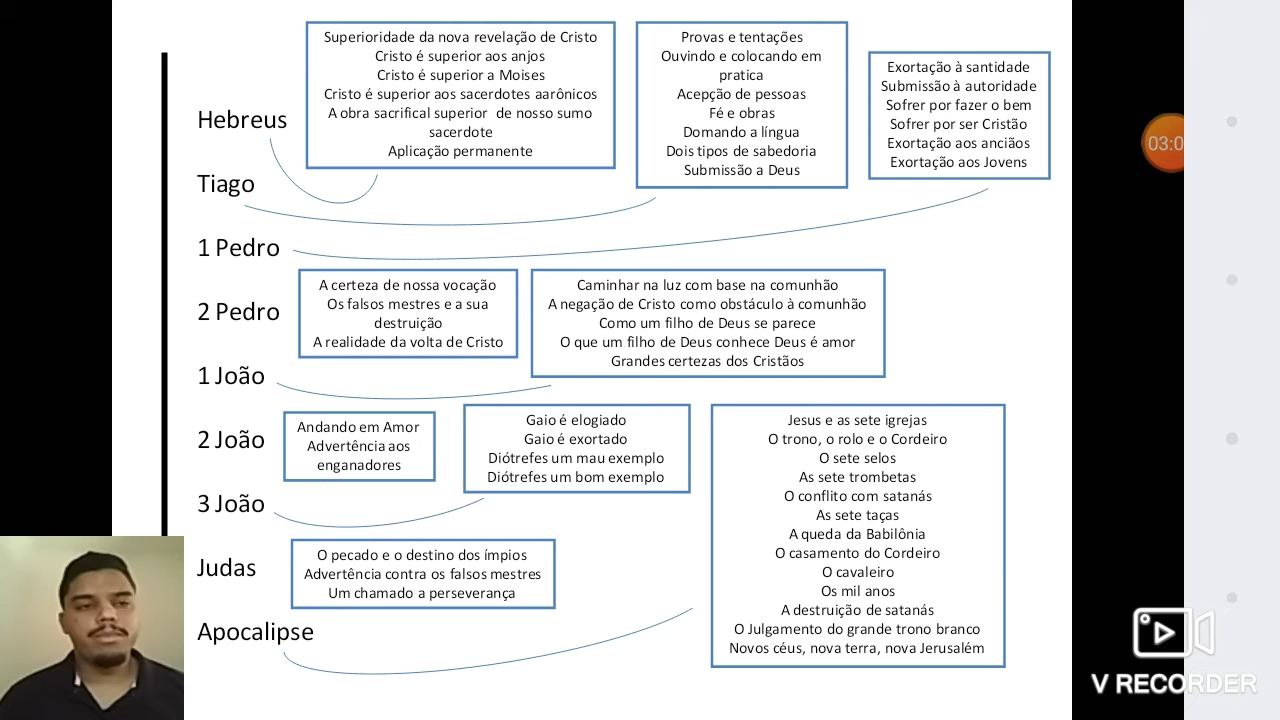 Superioridade da nova revelação de Cristo
Cristo é superior aos anjos
Cristo é superior a Moises
Cristo é superior aos sacerdotes aarônicos
A obra sacrifical superior de nosso sumo
sacerdote
Aplicação permanente
Provas e tentações
Ouvindo e colocando em
pratica
Acepção de pessoas
Fé e obras
Domando a língua
Dois tipos de sabedoria
Submissão a Deus
Exortação à santidade
Submissão à autoridade
Sofrer por fazer o bem
Sofrer por ser Cristão
Exortação aos anciãos
Exortação aos Jovens
Hebreus
Tiago
1 Pedro
2 Pedro
A certeza de nossa vocação
Os falsos mestres e a sua
destruição
A realidade da volta de Cristo
Caminhar na luz com base na comunhão
A negação de Cristo como obstáculo à comunhão
Como um filho de Deus se parece
O que um filho de Deus conhece Deus é amor
Grandes certezas dos Cristãos
1 João
2 João
Andando em Amor
Advertência aos
enganadores
Gaio é elogiado
Gaio é exortado
Diótrefes um mau exemplo
Diótrefes um bom exemplo
3 João
Judas
O pecado e o destino dos ímpios
Advertência contra os falsos mestres
Um chamado a perseverança
Apocalipse
Jesus e as sete igrejas
O trono, o rolo e o Cordeiro
O sete selos
As sete trombetas
O conflito com satanás
As sete taças
A queda da Babilônia
O casamento do Cordeiro
O cavaleiro
Os mil anos
A destruição de satanás
O Julgamento do grande trono branco
Novos céus, nova terra, nova Jerusalém
03:0
V RECORDER